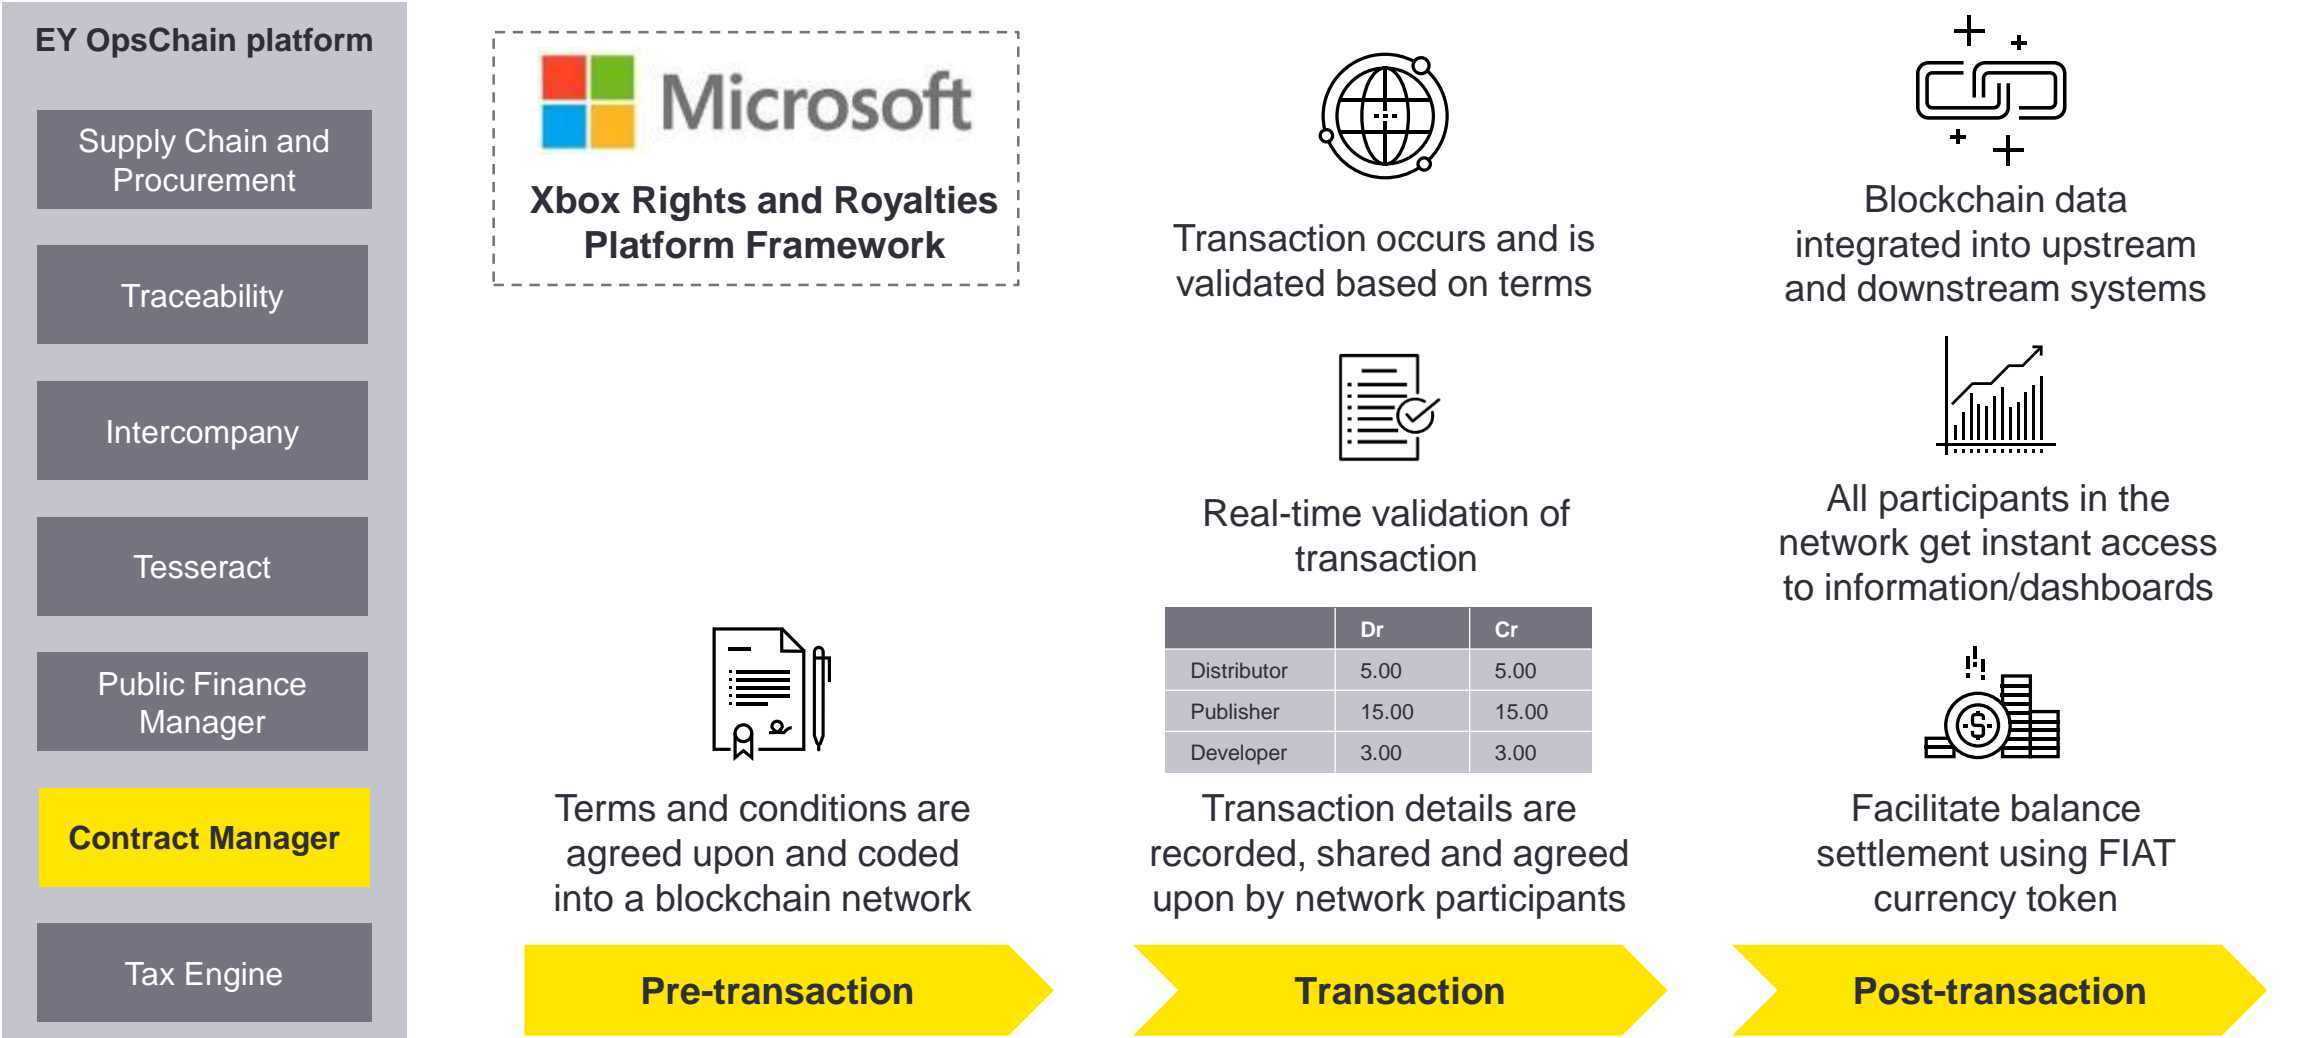 EY OpsChain platform
Supply Chain and
Procurement
Traceability
Intercompany
Tesseract
Public Finance
Manager
Contract Manager
Tax Engine
Microsoft
Xbox Rights and Royalties
Platform Framework
Terms and conditions are
agreed upon and coded
into a blockchain network
Pre-transaction
Transaction occurs and is
validated based on terms
Real-time validation of
transaction
Dr Cr
Distributor 5.00 5.00
Publisher 15.00 15.00
Developer 3.00 3.00
Transaction details are
recorded, shared and agreed
upon by network participants
Transaction
Blockchain data
integrated into upstream
and downstream systems
All participants in the
network get instant access
to information/dashboards
$
Facilitate balance
settlement using FIAT
currency token
Post-transaction